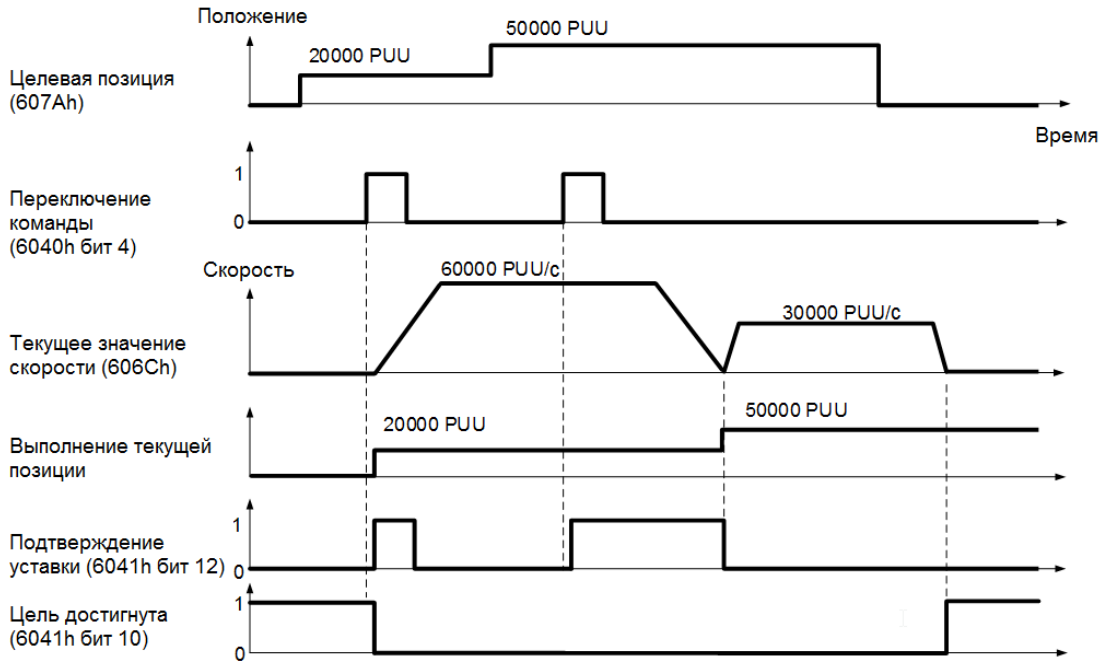 Положение
50000 PUU
20000 PUU
Целевая позиция
(607Ah)
Время
1
Переключение
команды
(6040h бит 4)
0
Скорость
60000 PUU/с
30000 PUU/с
Текущее значение
скорости (606Ch)
20000 PUU
50000 PUU
Выполнение текущей
позиции
1
Подтверждение
уставки (6041h бит 12)
0
1
Цель достигнута
(6041h бит 10)
0